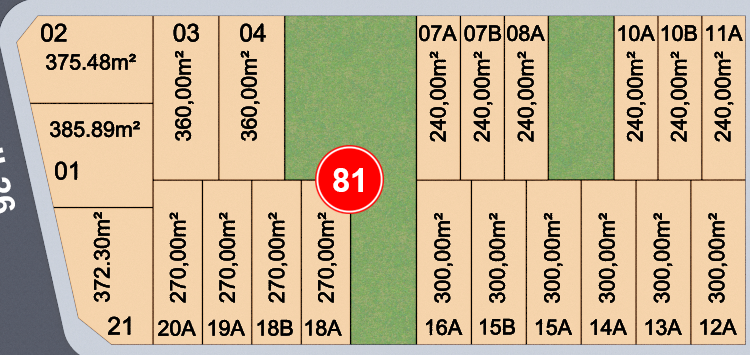 02
375.48m²
03
360,00m²
04
360,00m²
07A
240,00m²
07B
240,00m²
08A
240,00m²
10A
240,00m²
10B
240,00m²
11A
240,00m²
385.89m²
01
81
372.30m²
21
270,00m²
20A
270,00m²
19A
270,00m²
18B
270,00m²
18A
300,00m²
16A
300,00m²
15B
300,00m²
15A
300,00m²
14A
300,00m²
13A
300,00m²
12A